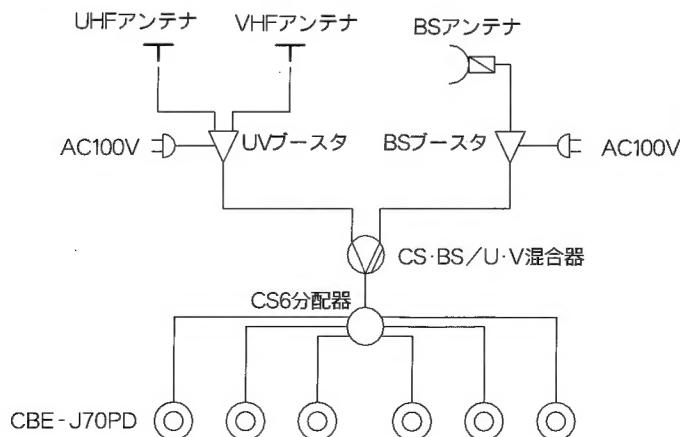 UHFアンテナ
VHFアンテナ
BSアンテナ
AC100V
UVブースタ
BSブースタ
AC100V
CS·BS/U·V混合器
CS6分配器
CBE-J70PD